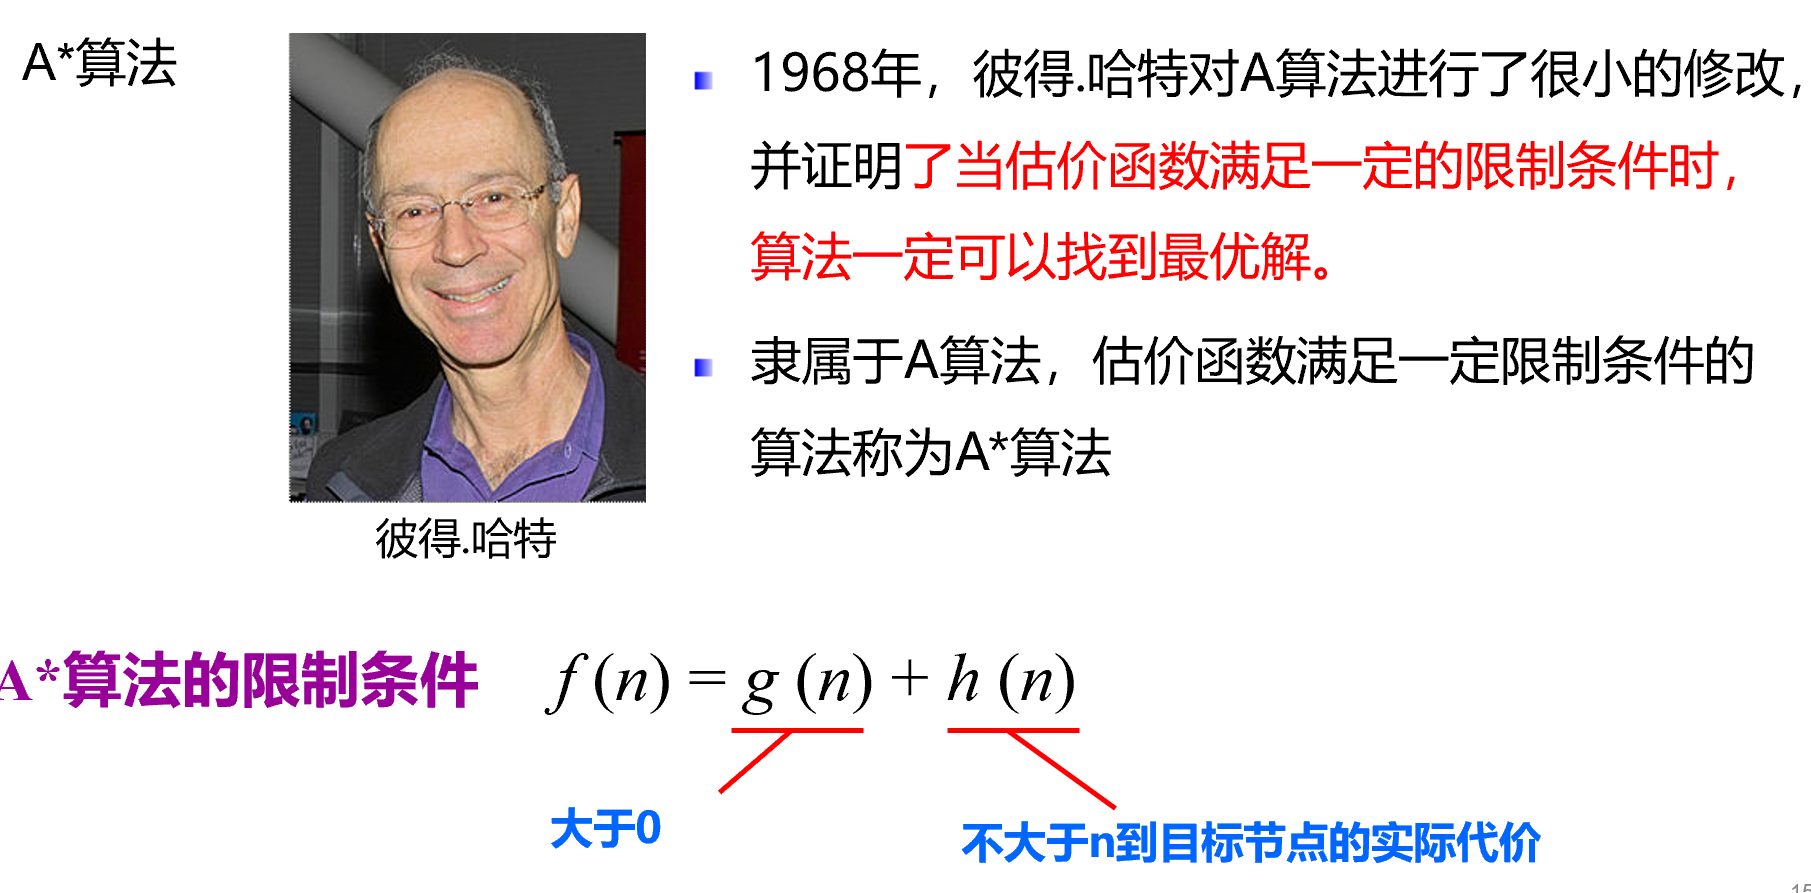 A*算法
1968年，彼得.哈特对A算法进行了很小的修改，
并证明了当估价函数满足一定的限制条件时，
算法一定可以找到最优解。
隶属于A算法，估价函数满足一定限制条件的
算法称为A*算法
彼得.哈特
A*算法的限制条件
f (n) = g (n) + h (n)
大于0
不大于n到目标节点的实际代价
15